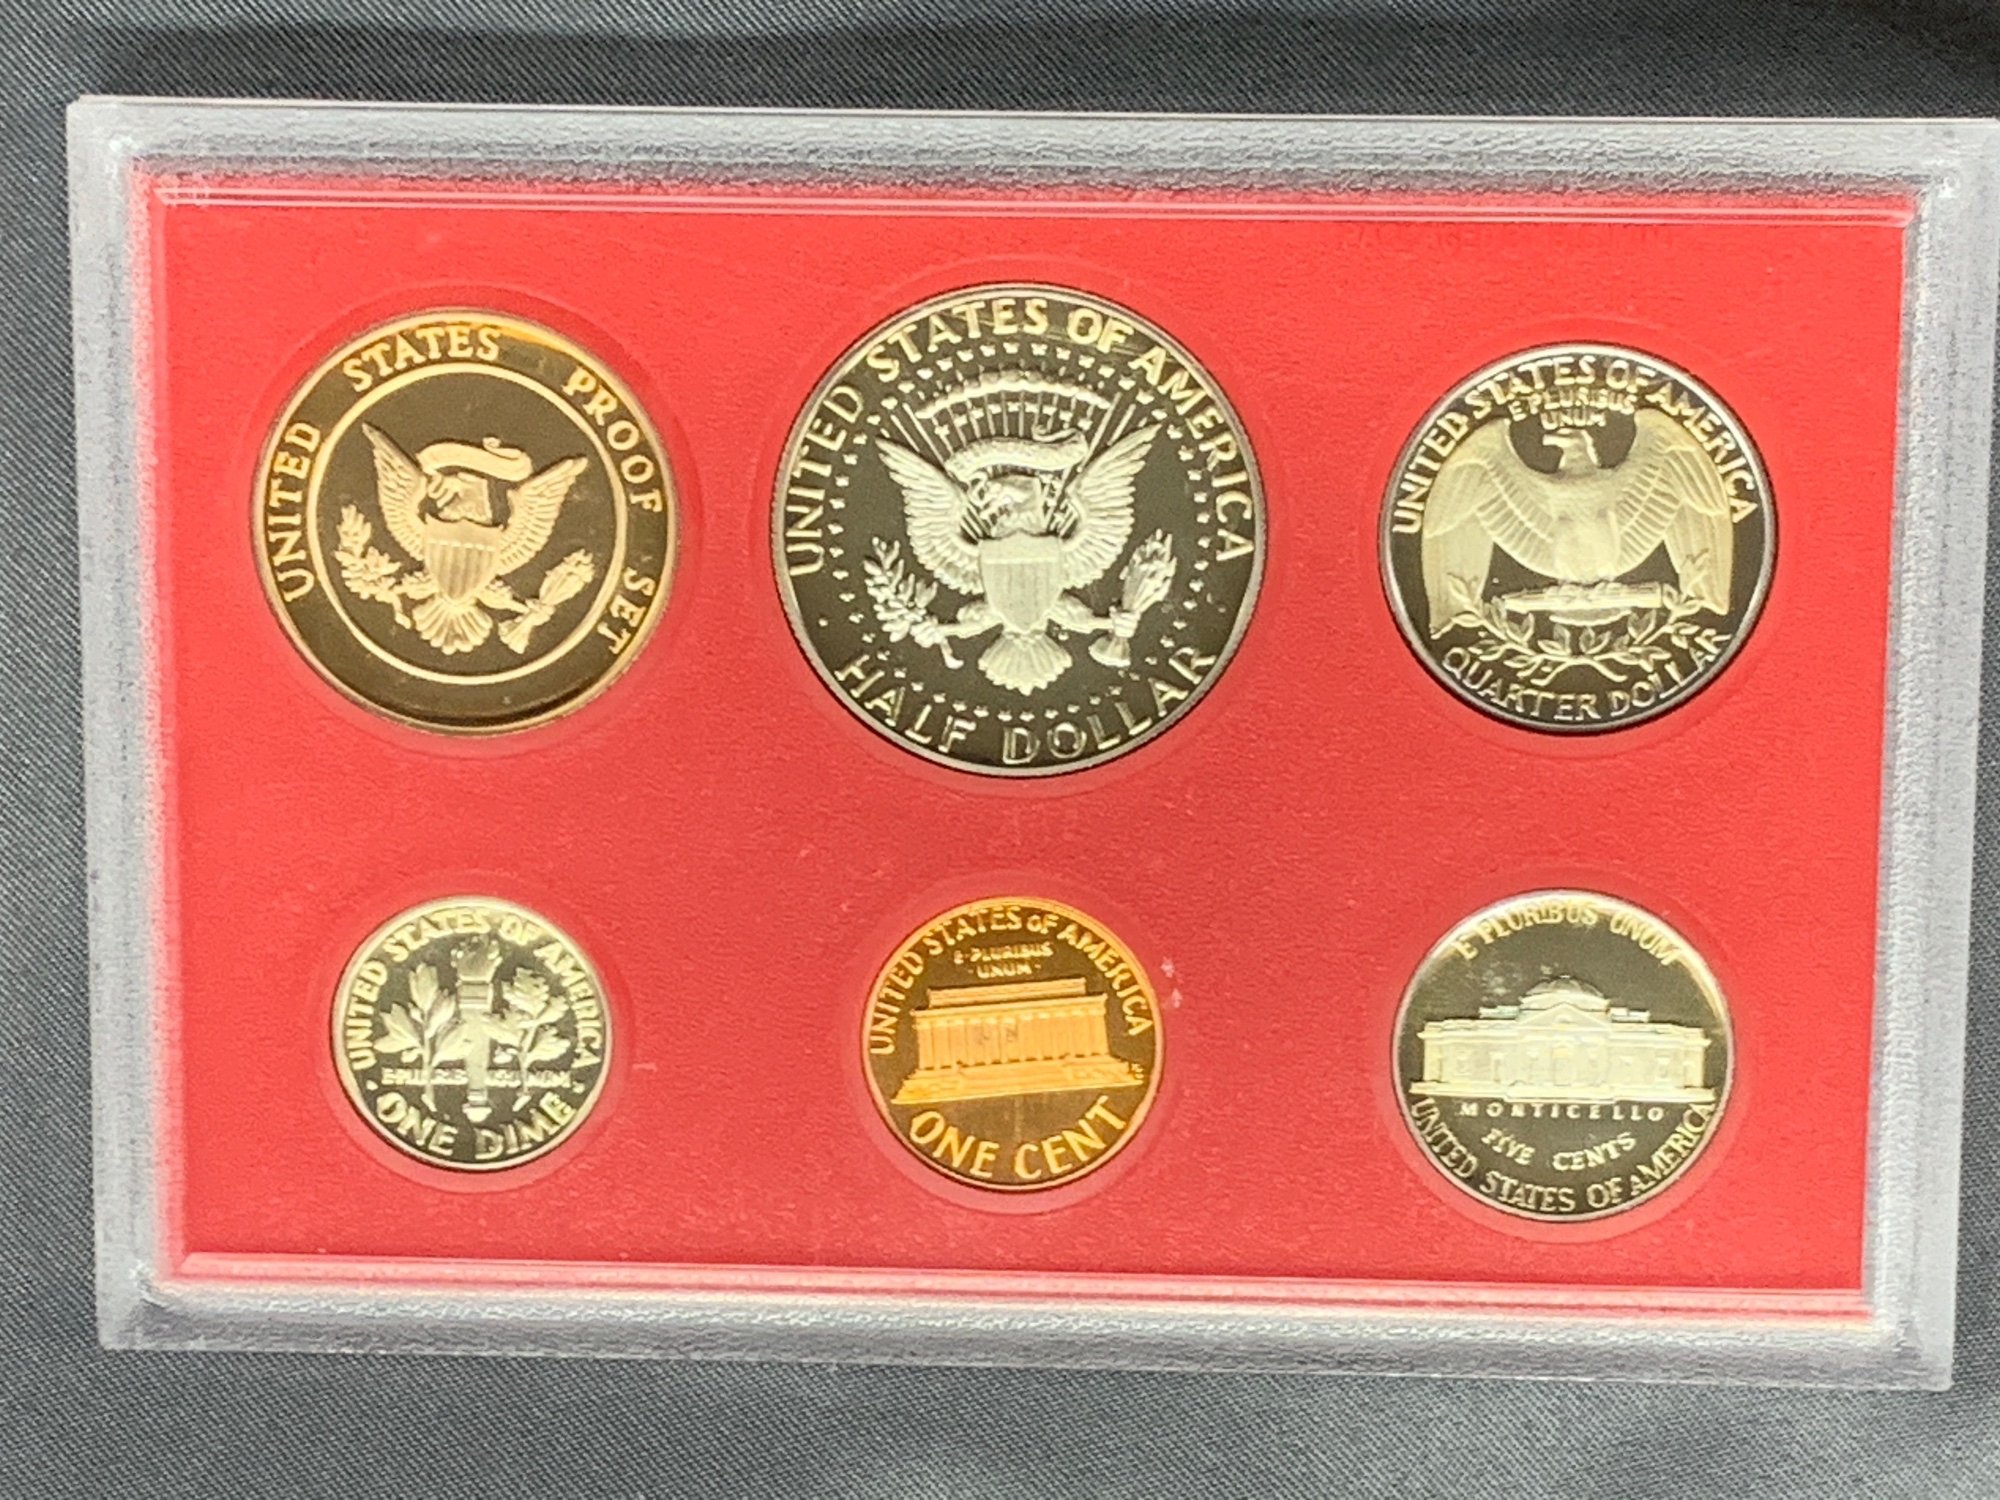 UNITED STATES PROOF SET
UNITED STATES OF AMERICA
HALF DOLLAR
UNITED STATES OF AMERICA
E PLURIBUS
UNUM
QUARTER DOLLAR
UNITED STATES OF AMERICA
E PLURIBUS UNUM
ONE DIME
UNITED STATES OF AMERICA
E PLURIBUS
UNUM
ONE CENT
E PLURIBUS UNUM
MONTICELLO
FIVE CENTS
UNITED STATES OF AMERICA